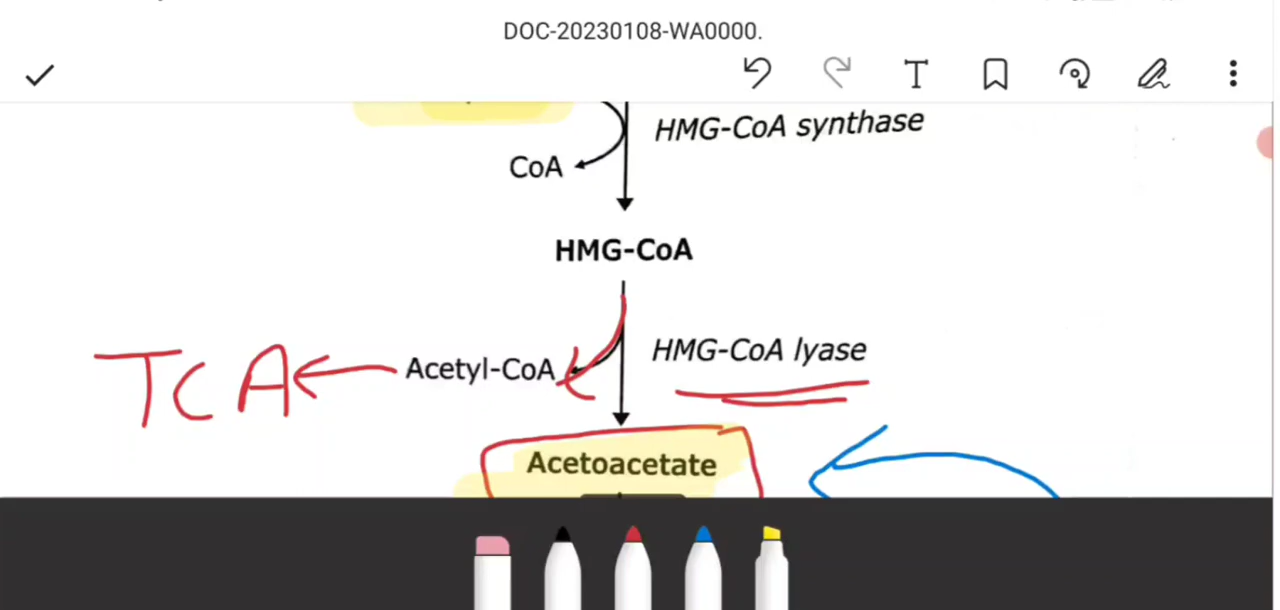 DOC-20230108-WA0000.
T
HMG-CoA synthase
CoA
HMG-CoA
HMG-CoA lyase
TCA Acetyl-CoA
Acetoacetate